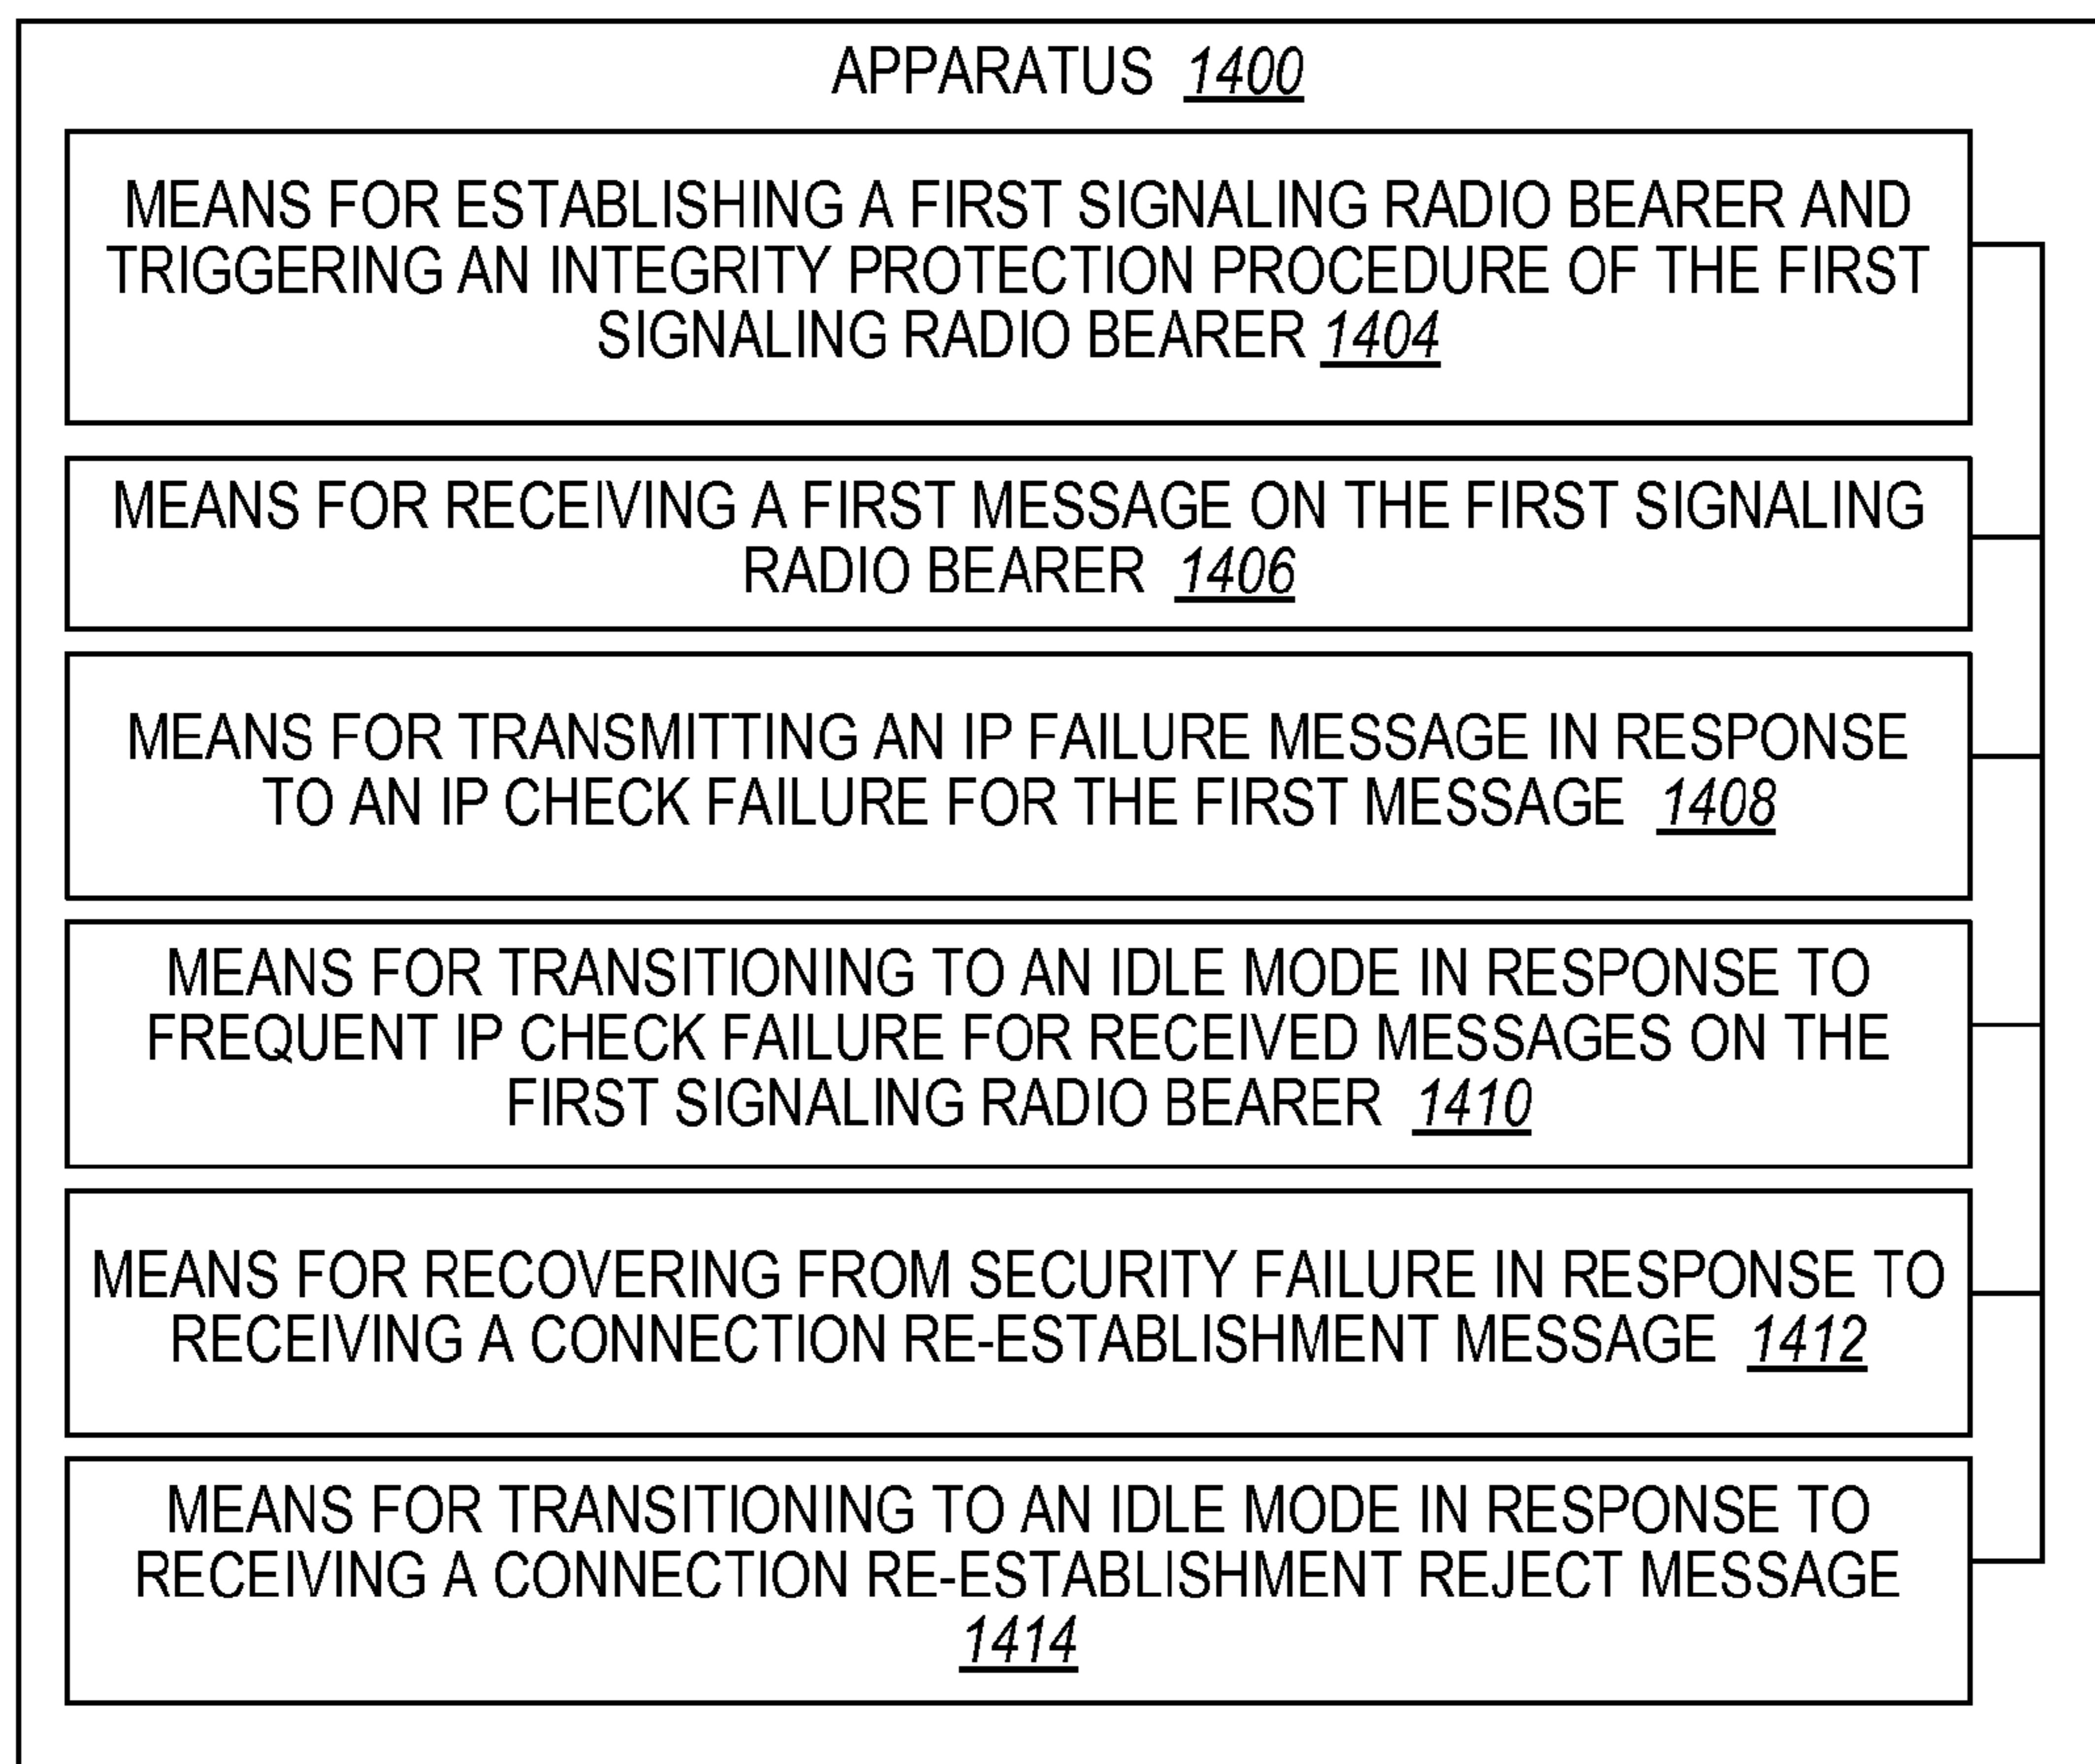 APPARATUS 1400
MEANS FOR ESTABLISHING A FIRST SIGNALING RADIO BEARER AND
TRIGGERING AN INTEGRITY PROTECTION PROCEDURE OF THE FIRST
SIGNALING RADIO BEARER 1404
MEANS FOR RECEIVING A FIRST MESSAGE ON THE FIRST SIGNALING
RADIO BEARER 1406
MEANS FOR TRANSMITTING AN IP FAILURE MESSAGE IN RESPONSE
TO AN IP CHECK FAILURE FOR THE FIRST MESSAGE 1408
MEANS FOR TRANSITIONING TO AN IDLE MODE IN RESPONSE TO
FREQUENT IP CHECK FAILURE FOR RECEIVED MESSAGES ON THE
FIRST SIGNALING RADIO BEARER 1410
MEANS FOR RECOVERING FROM SECURITY FAILURE IN RESPONSE TO
RECEIVING A CONNECTION RE-ESTABLISHMENT MESSAGE 1412
MEANS FOR TRANSITIONING TO AN IDLE MODE IN RESPONSE TO
RECEIVING A CONNECTION RE-ESTABLISHMENT REJECT MESSAGE
1414